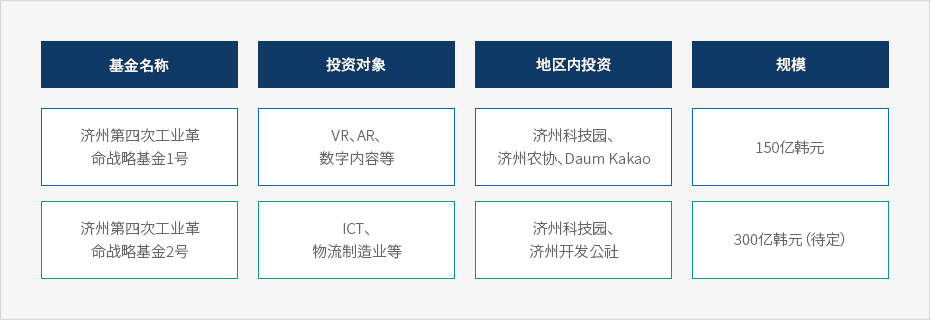 基金名称
投资对象
地区内投资
规模
济州第四次工业革
命战略基金1号
VR、AR、
数字内容等
济州科技园、
济州农协、Daum Kakao
150亿韩元
济州第四次工业革
命战略基金2号
ICT、
物流制造业等
济州科技园、
济州开发公社
300亿韩元（待定）